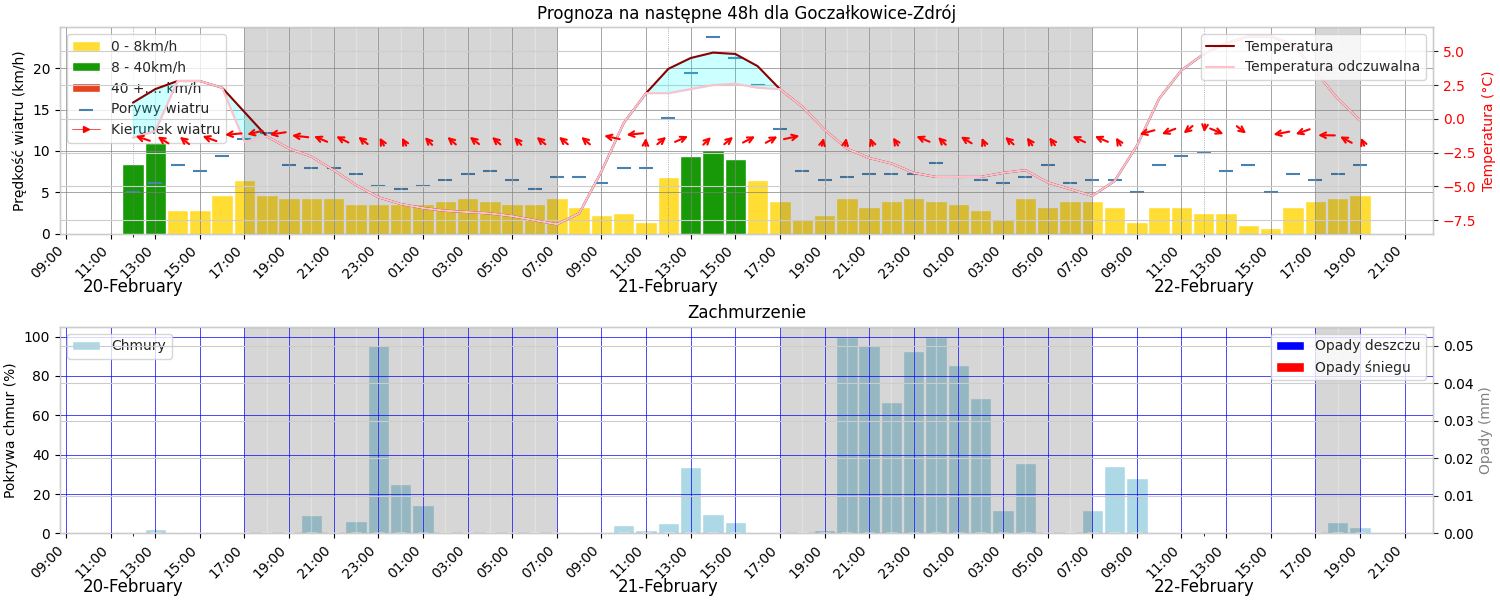 Prognoza na następne 48h dla Goczałkowice-Zdrój
Prędkość wiatru (km/h)
0 - 8km/h
8 - 40km/h
40 +, .. km/h
Porywy wiatru
Kierunek wiatru
Temperatura
Temperatura odczuwalna
20
15
10
5
0
5.0
2.5
0.0
−2.5
−5.0
−7.5
Temperatura (°C)
09:00 11:00 13:00 15:00 17:00 19:00 21:00 23:00 01:00 03:00 05:00 07:00 09:00 11:00 13:00 15:00 17:00 19:00 21:00 23:00 01:00 03:00 05:00 07:00 09:00 11:00 13:00 15:00 17:00 19:00 21:00
20-February 21-February 22-February
Zachmurzenie
Pokrywa chmur (%)
Chmury
Opady deszczu
Opady śniegu
100
80
60
40
20
0
0.05
0.04
0.03
0.02
0.01
0.00
Opady (mm)
09:00 11:00 13:00 15:00 17:00 19:00 21:00 23:00 01:00 03:00 05:00 07:00 09:00 11:00 13:00 15:00 17:00 19:00 21:00 23:00 01:00 03:00 05:00 07:00 09:00 11:00 13:00 15:00 17:00 19:00 21:00
20-February 21-February 22-February